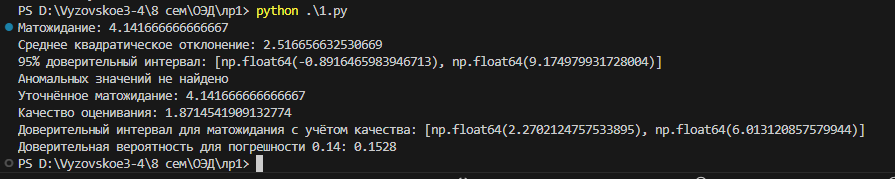 PS D:\Vyzovskoe3-4\8 сем\ОЭД\лр1> python .\1.py
Матожидание: 4.141666666666667
Среднее квадратическое отклонение: 2.516656632530669
95% доверительный интервал: [np.float64(-0.8916465983946713), np.float64(9.174979931728004)]
Аномальных значений не найдено
Уточнённое матожидание: 4.141666666666667
Качество оценивания: 1.8714541909132774
Доверительный интервал для матожидания с учётом качества: [np.float64(2.2702124757533895), np.float64(6.013120857579944)]
Доверительная вероятность для погрешности 0.14: 0.1528
PS D:\Vyzovskoe3-4\8 сем\ОЭД\лр1>